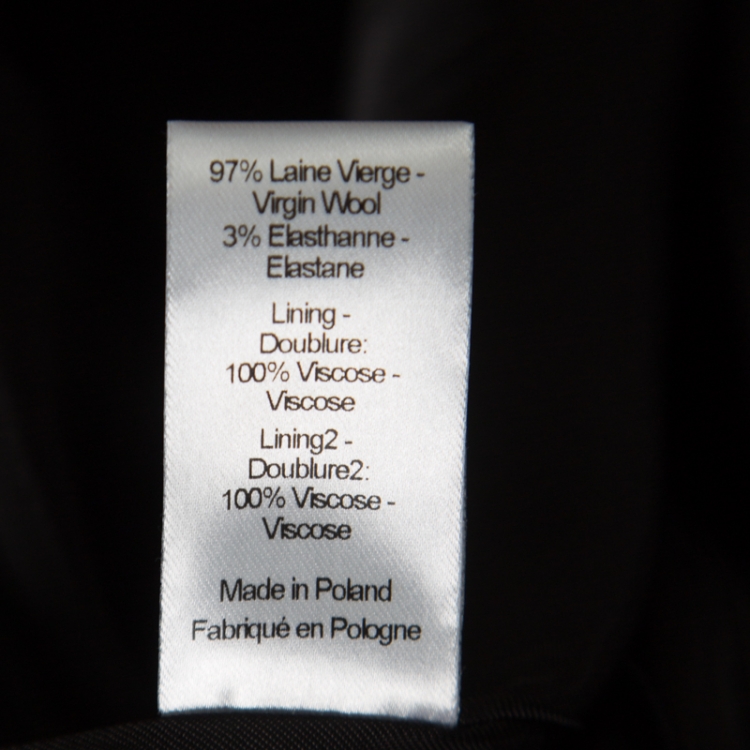 97% Laine Vierge -
Virgin Wool
3% Elasthanne -
Elastane
Lining -
Doublure:
100% Viscose -
Viscose
Lining2 -
Doublure2:
100% Viscose -
Viscose
Made in Poland
Fabriqué en Pologne